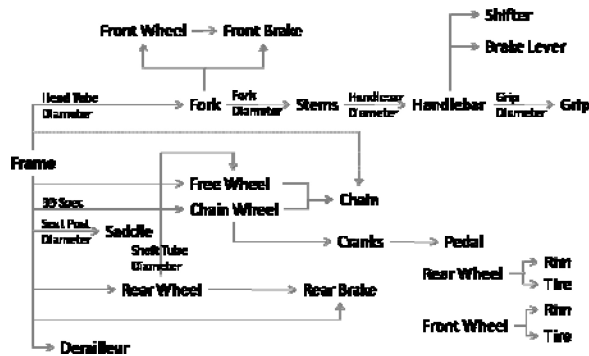 Shifter
Front Wheel
Front Brake
Brake Lever
Head Tube
Diameter
Fork
Fork
Diameter
Stems
Handlebar
Diameter
Handlebar
Grip
Diameter
Grip
Frame
Free Wheel
Chain
BB Spec
Chain Wheel
Seat Post
Diameter
Saddle
Shaft Tube
Diameter
Cranks
Pedal
Rear Wheel
Rim
Tire
Rear Wheel
Rear Brake
Front Wheel
Rim
Tire
Derailleur